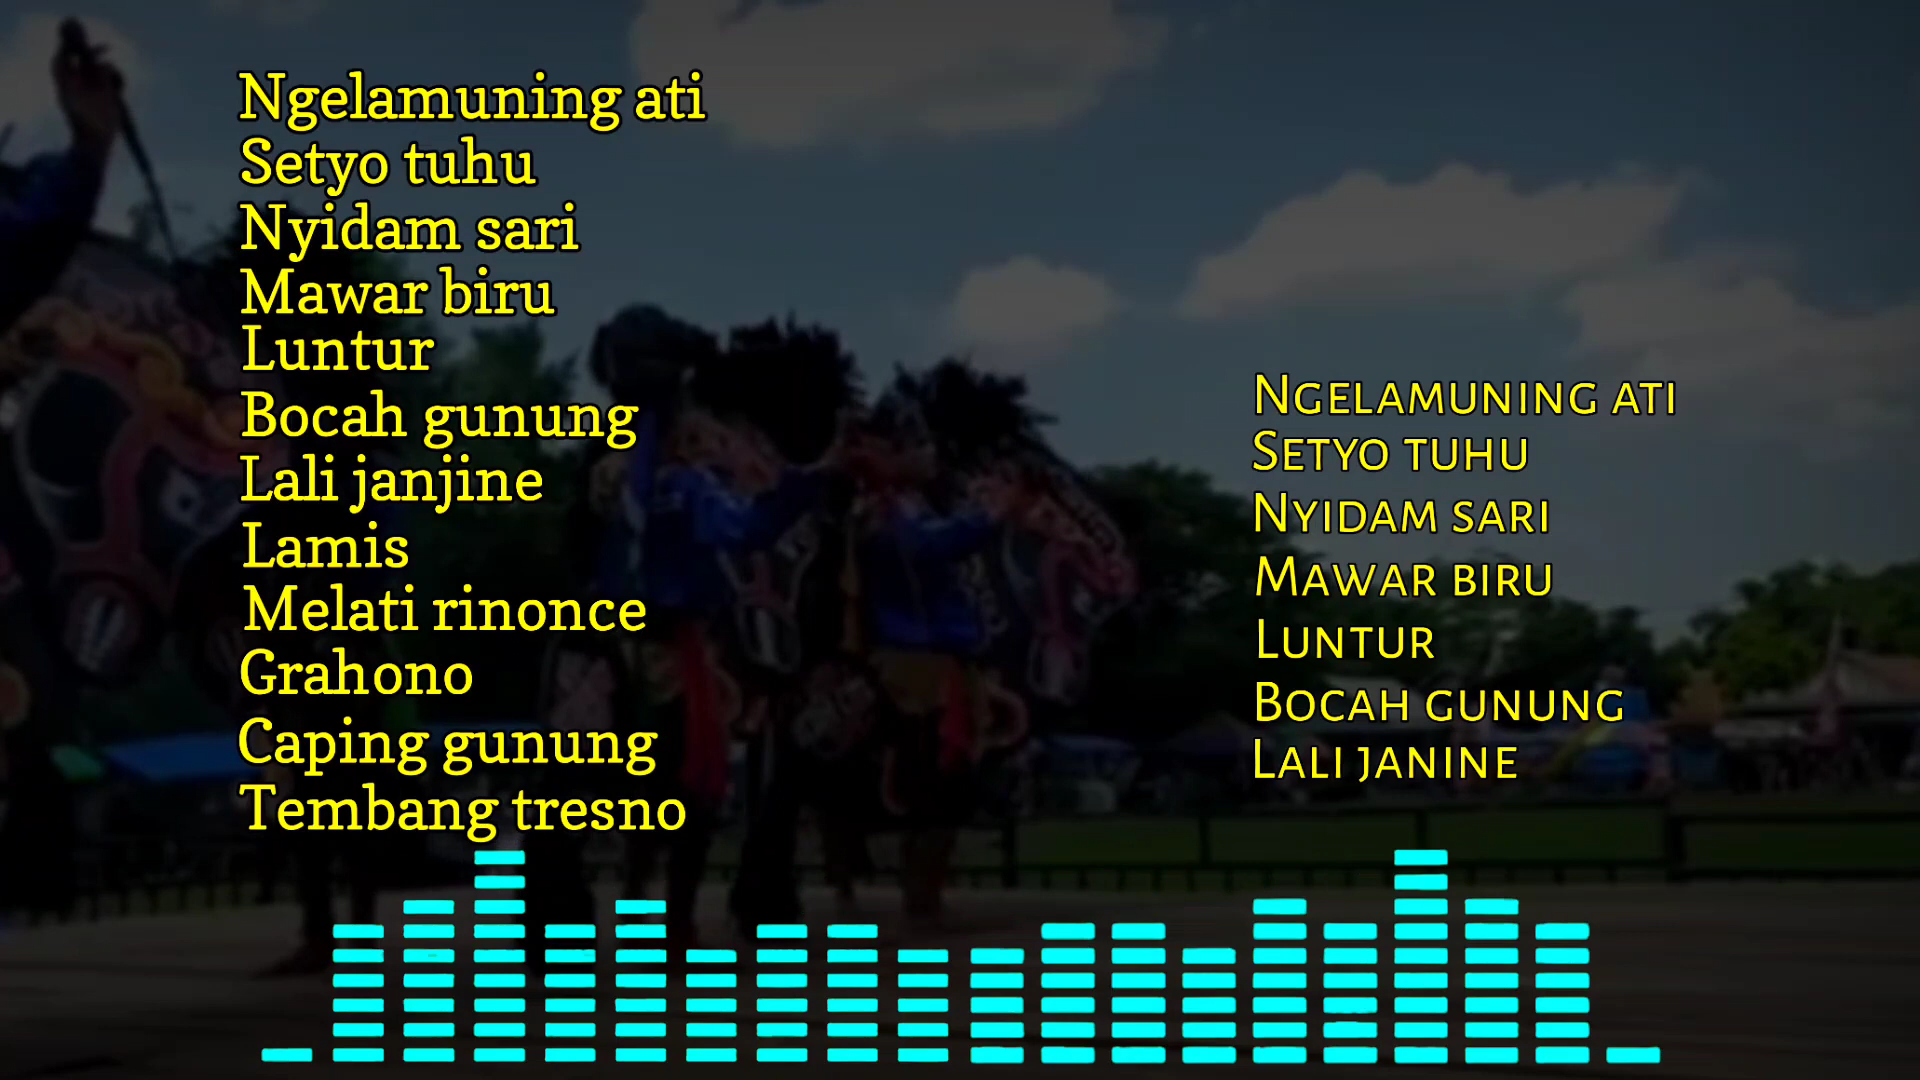 Ngelamuning ati
Setyo tuhu
Nyidam sari
Mawar biru
Luntur
Bocah gunung
Lali janjine
Lamis
Melati rinonce
Grahono
Caping gunung
Tembang tresno
Ngelamuning ati
Setyo tuhu
Nyidam sari
Mawar biru
Luntur
Bocah gunung
Lali janine